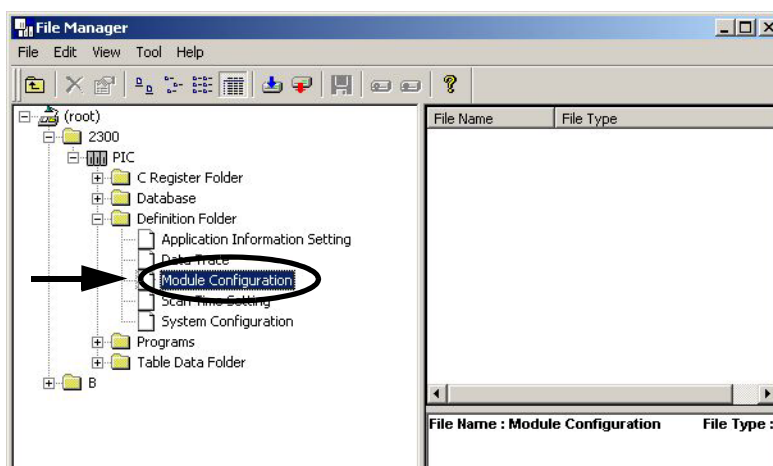 File Manager
File Edit View Tool Help
(root)
File Name File Type
2300
PIC
C Register Folder
Database
Definition Folder
Application Information Setting
Data Trace
Module Configuration
Scan Time Setting
System Configuration
Programs
Table Data Folder
B
File Name : Module Configuration File Type :